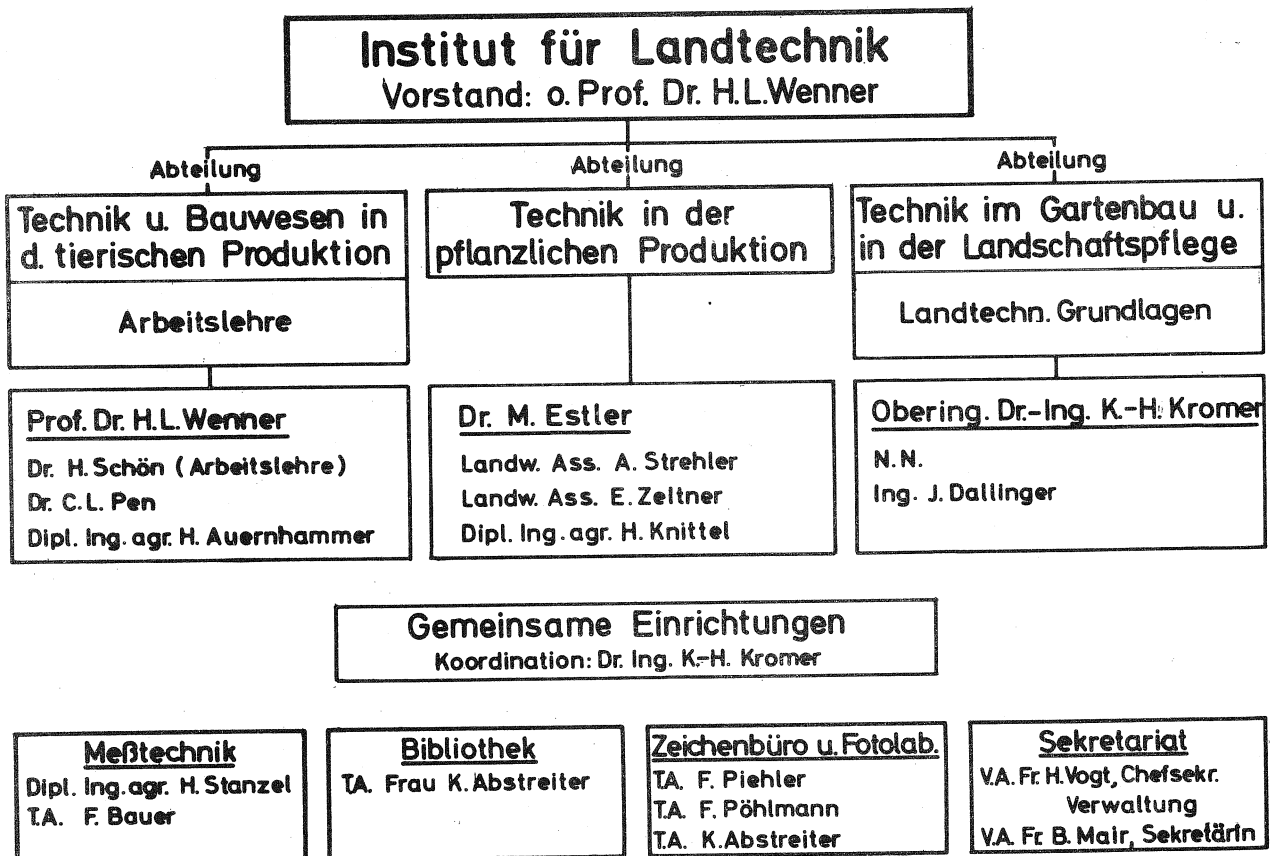 Institut für Landtechnik
Vorstand: o. Prof. Dr. H.L.Wenner
Abteilung
Technik u. Bauwesen in
d. tierischen Produktion
Arbeitslehre
Prof. Dr. H.L.Wenner
Dr. H. Schön (Arbeitslehre)
Dr. C.L. Pen
Dipl. Ing. agr. H. Auernhammer
Abteilung
Technik in der
pflanzlichen Produktion
Dr. M. Estler
Landw. Ass. A. Strehler
Landw. Ass. E. Zeltner
Dipl. Ing. agr. H. Knittel
Abteilung
Technik im Gartenbau u.
in der Landschaftspflege
Landtechn. Grundlagen
Obering. Dr.-Ing. K.-H. Kromer
N.N.
Ing. J. Dallinger
Gemeinsame Einrichtungen
Koordination: Dr. Ing. K.-H. Kromer
Meßtechnik
Dipl. Ing. agr. H. Stanzel
T.A. F. Bauer
Bibliothek
T.A. Frau K. Abstreiter
Zeichenbüro u. Fotolab.
T.A. F. Piehler
T.A. F. Pöhlmann
T.A. K. Abstreiter
Sekretariat
V.A. Fr. H. Vogt, Chefsekr.
Verwaltung
V.A. Fr. B. Mair, Sekretärin